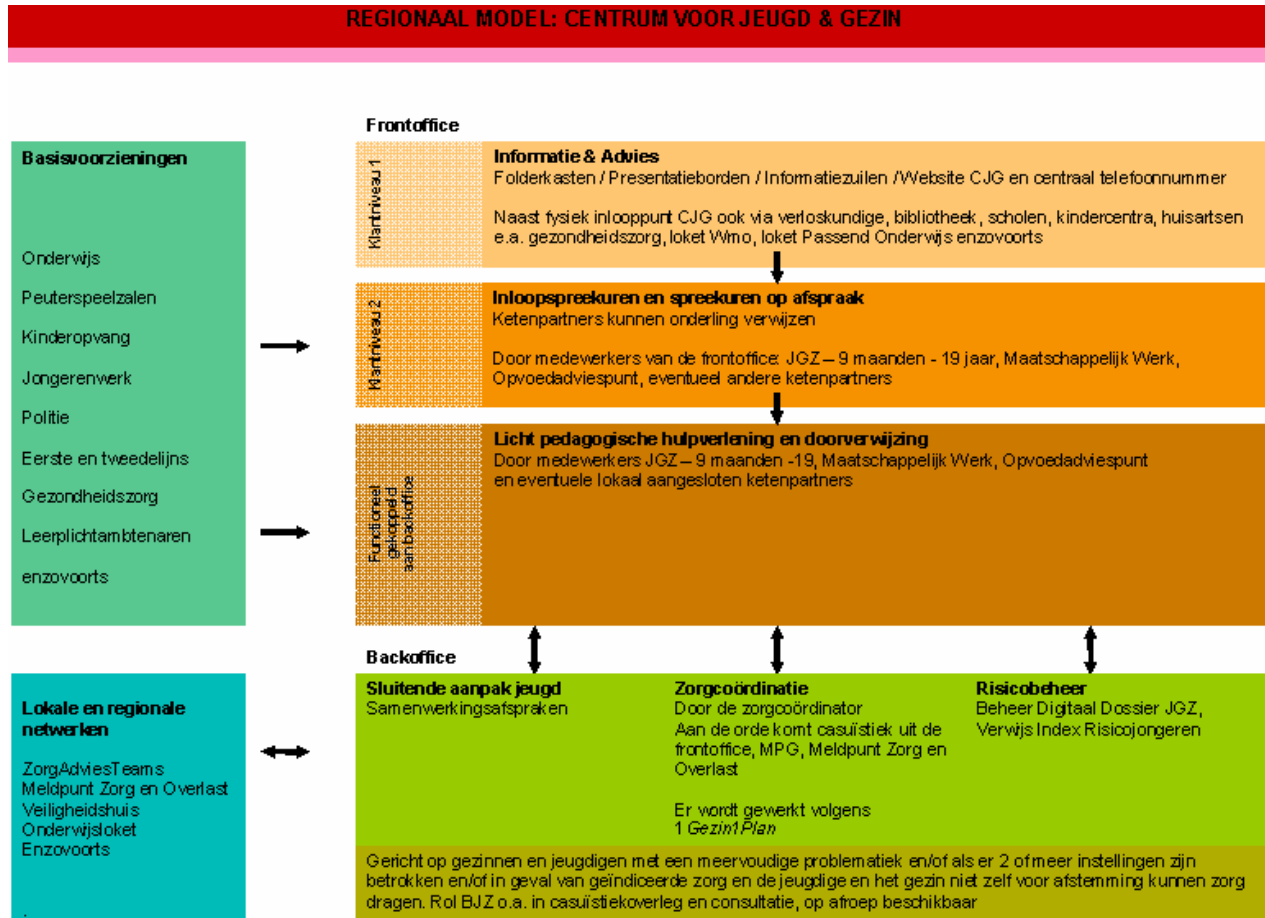 REGIONAAL MODEL: CENTRUM VOOR JEUGD & GEZIN
Basisvoorzieningen
Onderwijs
Peuterspeelzalen
Kinderopvang
Jongerenwerk
Politie
Eerste en tweedelijns
Gezondheidszorg
Leerplichtambtenaren
enzovoorts
Frontoffice
Klantniveau 1
Informatie & Advies
Folderkasten / Presentatieborden / Informatiezuilen /Website CJG en centraal telefoonnummer
Naast fysiek inlooppunt CJG ook via verloskundige, bibliotheek, scholen, kindercentra, huisartsen
e.a. gezondheidszorg, loket Wmo, loket Passend Onderwijs enzovoorts
Klantniveau 2
Inloopspreekuren en spreekuren op afspraak
Ketenpartners kunnen onderling verwijzen
Door medewerkers van de frontoffice: JGZ – 9 maanden - 19 jaar, Maatschappelijk Werk,
Opvoedadviespunt, eventueel andere ketenpartners
Functioneel
gekoppeld
aan backoffice
Licht pedagogische hulpverlening en doorverwijzing
Door medewerkers JGZ – 9 maanden -19, Maatschappelijk Werk, Opvoedadviespunt
en eventuele lokaal aangesloten ketenpartners
Lokale en regionale
netwerken
ZorgAdviesTeams
Meldpunt Zorg en Overlast
Veiligheidshuis
Onderwijsloket
Enzovoorts
Backoffice
Sluitende aanpak jeugd
Samenwerkingsafspraken
Zorgcoördinatie
Door de zorgcoördinator
Aan de orde komt casuïstiek uit de
frontoffice, MPG, Meldpunt Zorg en
Overlast
Er wordt gewerkt volgens
1 Gezin1Plan
Risicobeheer
Beheer Digitaal Dossier JGZ,
Verwijs Index Risicojongeren
Gericht op gezinnen en jeugdigen met een meervoudige problematiek en/of als er 2 of meer instellingen zijn
betrokken en/of in geval van geïndiceerde zorg en de jeugdige en het gezin niet zelf voor afstemming kunnen zorg
dragen. Rol BJZ o.a. in casuïstiekoverleg en consultatie, op afroep beschikbaar